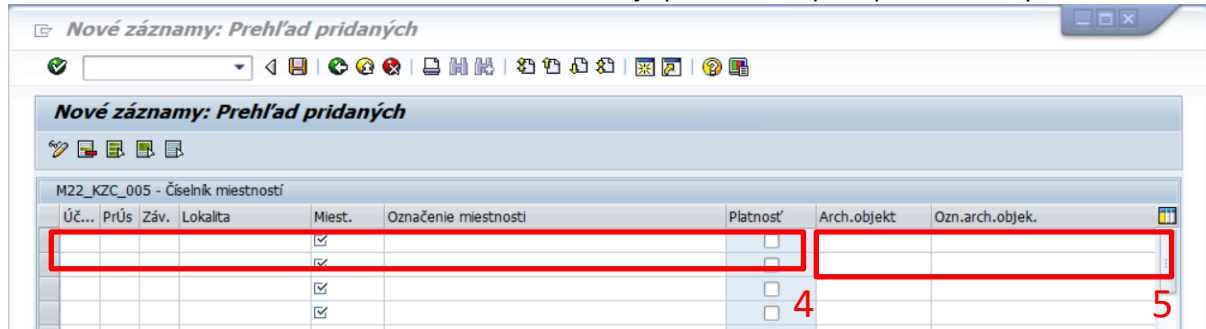 Nové záznamy: Prehľad pridaných
Nové záznamy: Prehľad pridaných
M22_KZC_005 - Číselník miestností
Úč... PrÚs Záv. Lokalita Miest. Označenie miestnosti Platnosť Arch.objekt Ozn.arch.objek.
4 5